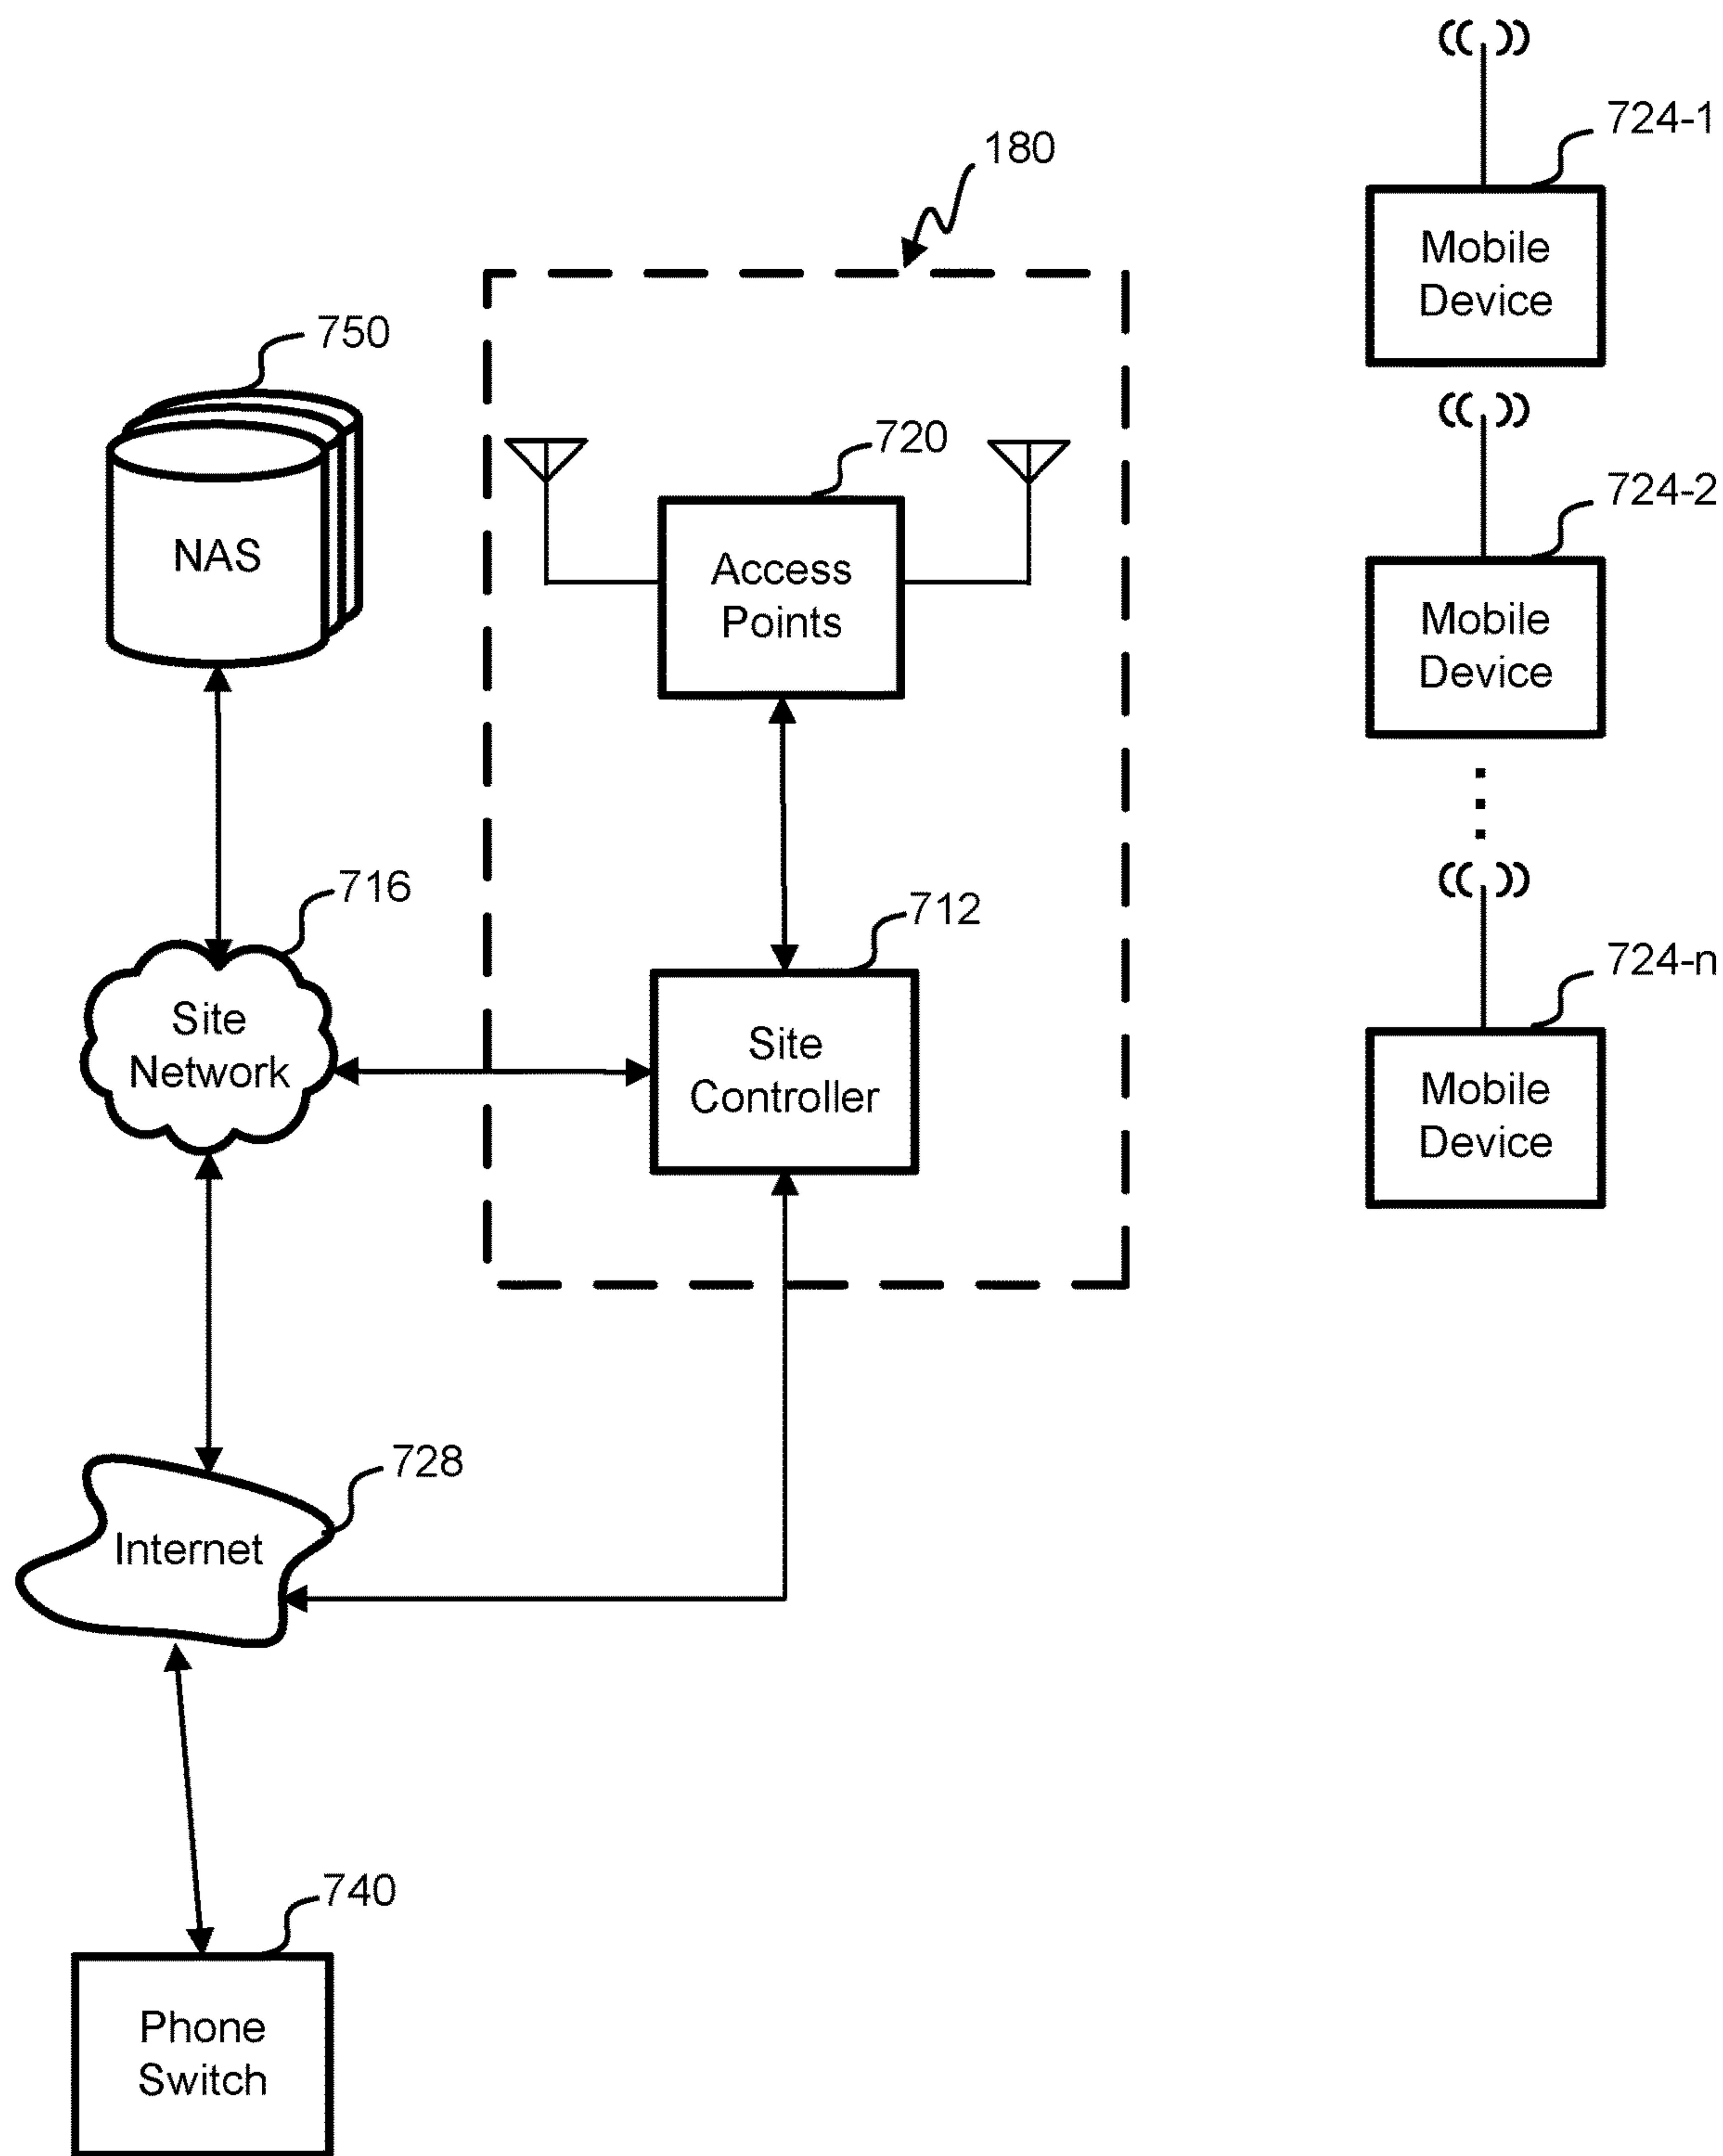 724-1
180
Mobile
Device
750
720
724-2
NAS
Access
Points
Mobile
Device
716
712
724-n
Site
Network
Site
Controller
Mobile
Device
728
Internet
740
Phone
Switch